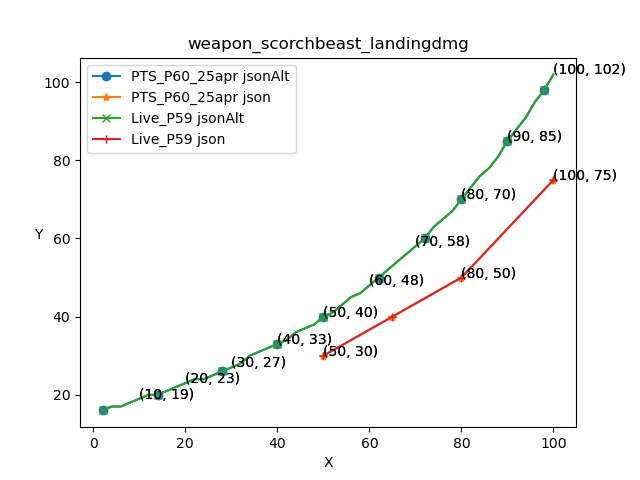 weapon_scorchbeast_landingdmg
PTS_P60_25apr jsonAlt
PTS_P60_25apr json
Live_P59 jsonAlt
Live_P59 json
(100, 102)
100
(90, 85)
80
(100, 75)
(80, 70)
Y
60
(70, 58)
(80, 50)
(60, 48)
40
(50, 40)
(40, 33)
(50, 30)
(30, 27)
(20, 23)
20
(10, 19)
0 20 40 60 80 100
X